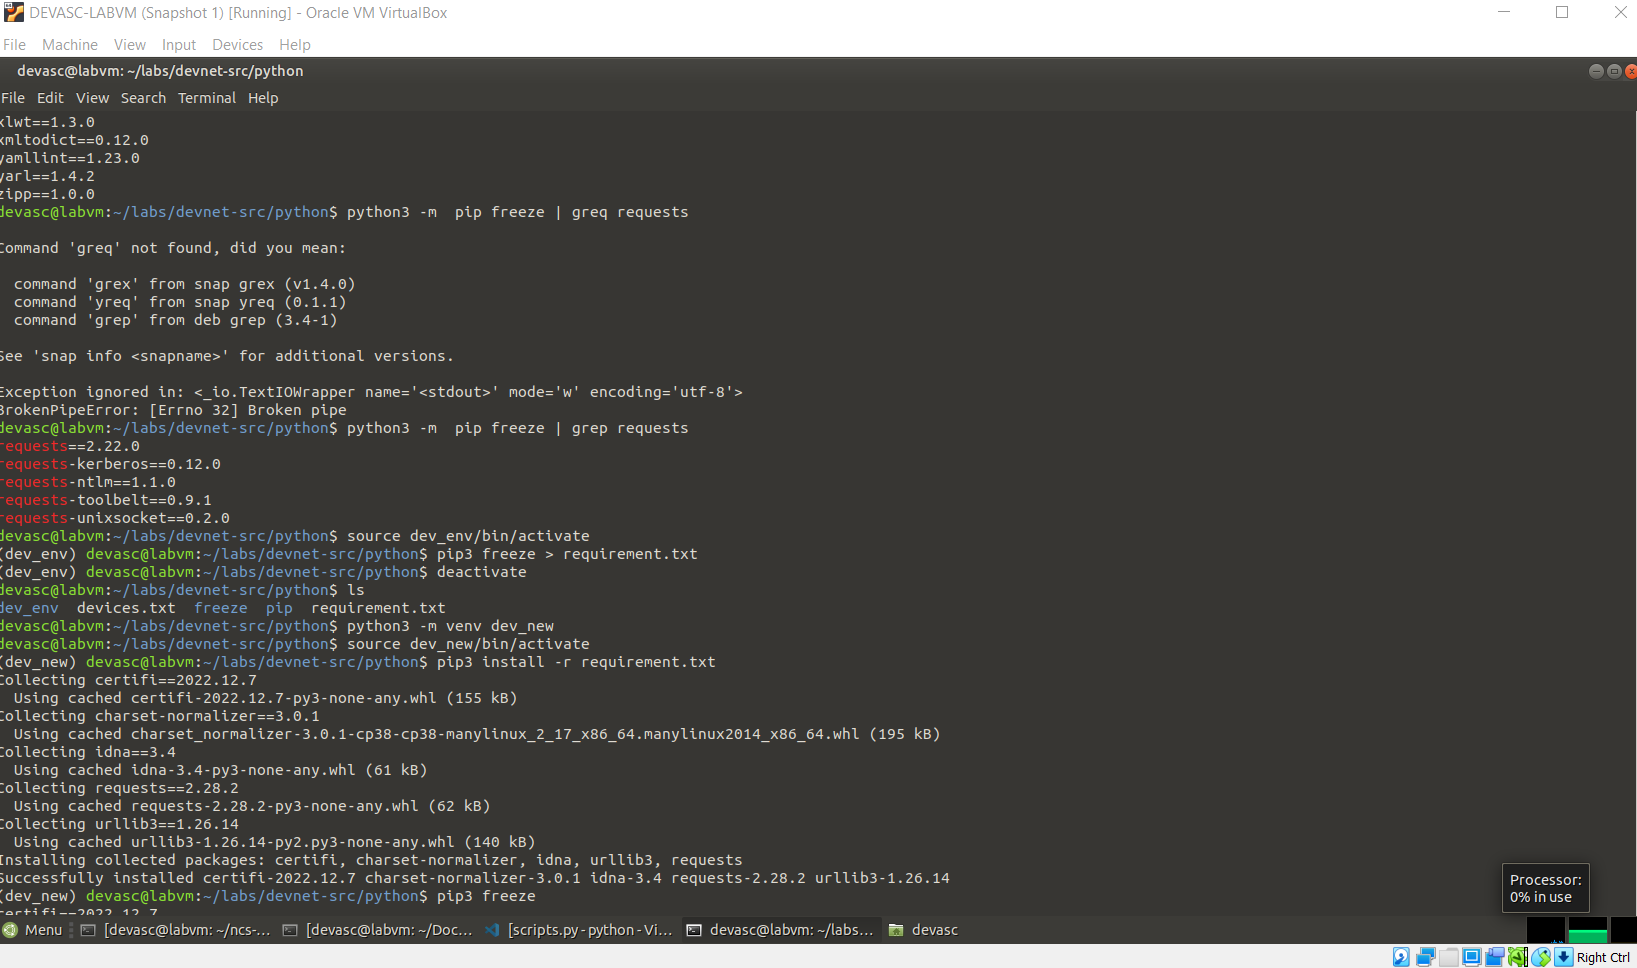 DEVASC-LABVM (Snapshot 1) [Running] - Oracle VM VirtualBox
File Machine View Input Devices Help
devasc@labvm: ~/labs/devnet-src/python
File Edit View Search Terminal Help
xlwt==1.3.0
xmltodict==0.12.0
yamllint==1.23.0
yarl==1.4.2
zipp==1.0.0
devasc@labvm:~/labs/devnet-src/python$ python3 -m  pip freeze | greq requests
Command 'greq' not found, did you mean:
  command 'grex' from snap grex (v1.4.0)
  command 'yreq' from snap yreq (0.1.1)
  command 'grep' from deb grep (3.4-1)
See 'snap info <snapname>' for additional versions.
Exception ignored in: <_io.TextIOWrapper name='<stdout>' mode='w' encoding='utf-8'>
BrokenPipeError: [Errno 32] Broken pipe
devasc@labvm:~/labs/devnet-src/python$ python3 -m  pip freeze | grep requests
requests==2.22.0
requests-kerberos==0.12.0
requests-ntlm==1.1.0
requests-toolbelt==0.9.1
requests-unixsocket==0.2.0
devasc@labvm:~/labs/devnet-src/python$ source dev_env/bin/activate
(dev_env) devasc@labvm:~/labs/devnet-src/python$ pip3 freeze > requirement.txt
(dev_env) devasc@labvm:~/labs/devnet-src/python$ deactivate
devasc@labvm:~/labs/devnet-src/python$ ls
dev_env  devices.txt  freeze  pip  requirement.txt
devasc@labvm:~/labs/devnet-src/python$ python3 -m venv dev_new
devasc@labvm:~/labs/devnet-src/python$ source dev_new/bin/activate
(dev_new) devasc@labvm:~/labs/devnet-src/python$ pip3 install -r requirement.txt
Collecting certifi==2022.12.7
  Using cached certifi-2022.12.7-py3-none-any.whl (155 kB)
Collecting charset-normalizer==3.0.1
  Using cached charset_normalizer-3.0.1-cp38-cp38-manylinux_2_17_x86_64.manylinux2014_x86_64.whl (195 kB)
Collecting idna==3.4
  Using cached idna-3.4-py3-none-any.whl (61 kB)
Collecting requests==2.28.2
  Using cached requests-2.28.2-py3-none-any.whl (62 kB)
Collecting urllib3==1.26.14
  Using cached urllib3-1.26.14-py2.py3-none-any.whl (140 kB)
Installing collected packages: certifi, charset-normalizer, idna, urllib3, requests
Successfully installed certifi-2022.12.7 charset-normalizer-3.0.1 idna-3.4 requests-2.28.2 urllib3-1.26.14
(dev_new) devasc@labvm:~/labs/devnet-src/python$ pip3 freeze
certifi==2022.12.7
Processor:
0% in use
Menu [devasc@labvm: ~/ncs-... [devasc@labvm: ~/Doc... [scripts.py - python - Vi... devasc@labvm: ~/labs... devasc
Right Ctrl